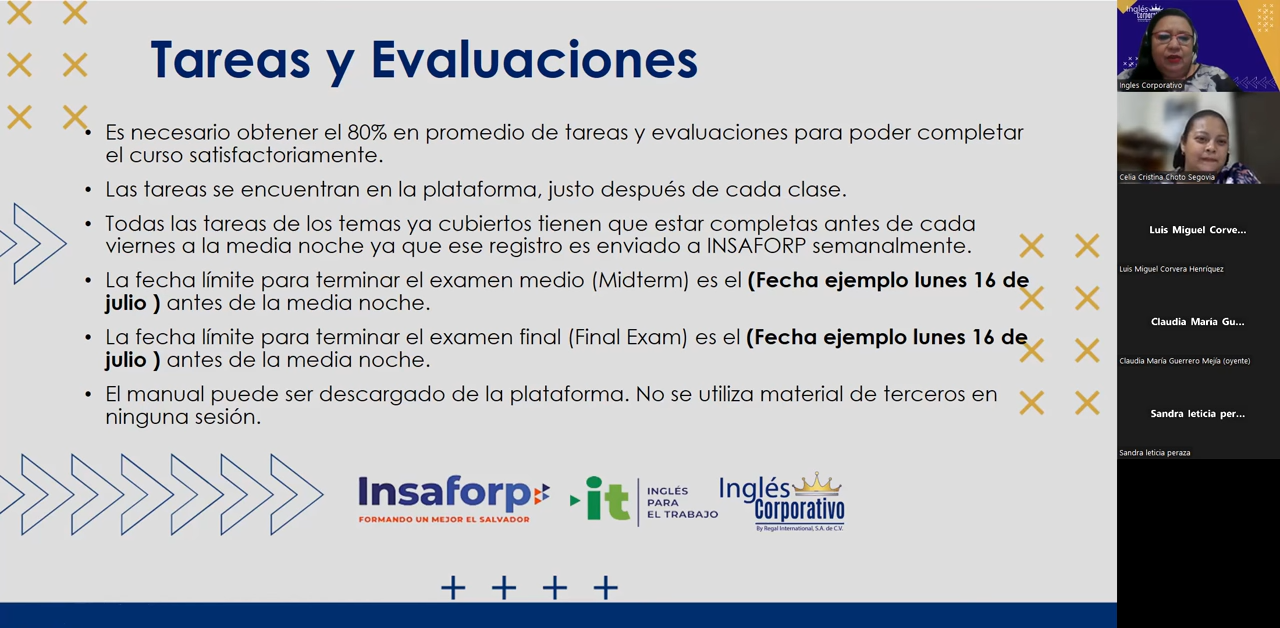 Tareas y Evaluaciones
• Es necesario obtener el 80% en promedio de tareas y evaluaciones para poder completar
el curso satisfactoriamente.
• Las tareas se encuentran en la plataforma, justo después de cada clase.
• Todas las tareas de los temas ya cubiertos tienen que estar completas antes de cada
viernes a la media noche ya que ese registro es enviado a INSAFORP semanalmente.
• La fecha límite para terminar el examen medio (Midterm) es el (Fecha ejemplo lunes 16 de
julio ) antes de la media noche.
• La fecha límite para terminar el examen final (Final Exam) es el (Fecha ejemplo lunes 16 de
julio ) antes de la media noche.
• El manual puede ser descargado de la plataforma. No se utiliza material de terceros en
ninguna sesión.
Insaforp
FORMANDO UN MEJOR EL SALVADOR
it
INGLÉS
PARA
EL TRABAJO
Inglés
Corporativo
By Regal International, S.A. de C.V.
Inglés
Corporativo
Ingles Corporativo
Celia Cristina Choto Segovia
Luis Miguel Corve...
Luis Miguel Corvera Henríquez
Claudia María Gu...
Claudia María Guerrero Mejía (oyente)
Sandra leticia per...
Sandra leticia peraza